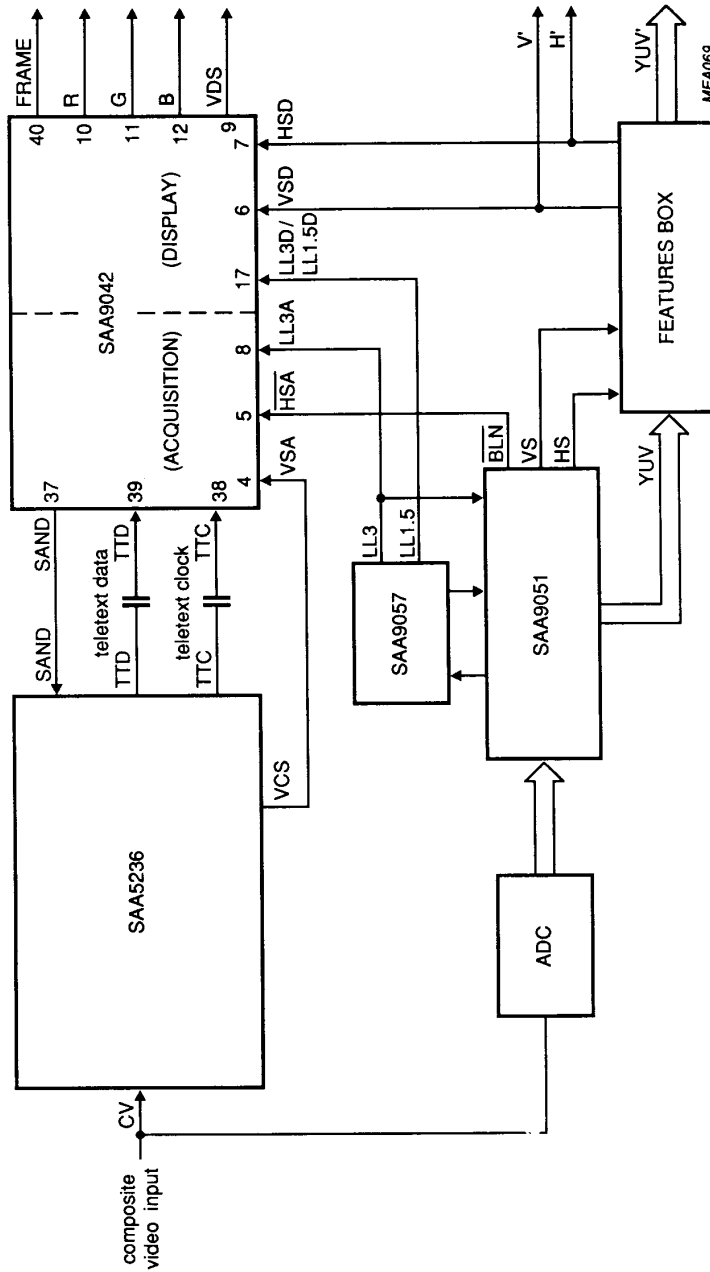 composite
video input
CV
SAA5236
VCS
SAND
SAND
37
teletext data
TTD
TTD
39
teletext clock
TTC
TTC
38
VSA
4
SAA9042
(ACQUISITION)
(DISPLAY)
40
FRAME
10
R
11
G
12
B
9
VDS
5
HSA
8
LL3A
17
LL3D/
LL1.5D
6
VSD
7
HSD
ADC
SAA9057
LL3
LL1.5
SAA9051
BLN
VS
HS
YUV
FEATURES BOX
V'
H'
YUV'
MEA069